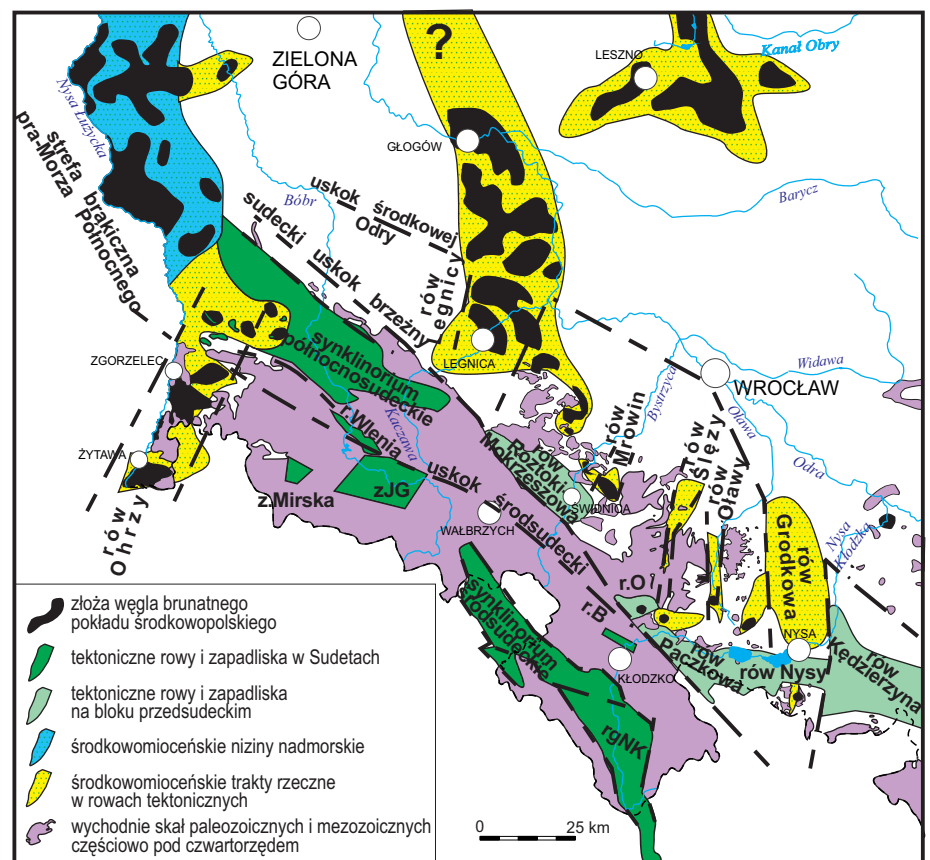 ZIELONA
GÓRA
?
LESZNO
Kanał Obry
Nysa Łużycka
strefa brakiczna
pra-Morza Północnego
GŁOGÓW
uskok środkowej
Odry
Bóbr
Barycz
sudecki uskok brzeżny
rów
Legnicy
synklinorium
północnosudeckie
ZGORZELEC
LEGNICA
Widawa
WROCŁAW
Bystrzyca
Oława
Kaczawa
r.Wlenia
rów
Mrowin
rów
Ślęzy
rów
Oławy
Odra
ŻYTAWA
rów
Roztoki
Mokrzeszowa
uskok śródsudecki
z.Mirska
zJG
ŚWIDNICA
WAŁBRZYCH
rów
Ohrzy
rów
Grodkowa
Nysa
Kłodzka
r.O
r.B
synklinorium
śródsudeckie
NYSA
rów
Paczkowa
rów Nysy
rów
Kędzierzyna
KŁODZKO
rgNK
złoża węgla brunatnego
pokładu środkowopolskiego
tektoniczne rowy i zapadliska w Sudetach
tektoniczne rowy i zapadliska
na bloku przedsudeckim
środkowomioceńskie niziny nadmorskie
środkowomioceńskie trakty rzeczne
w rowach tektonicznych
wychodnie skał paleozoicznych i mezozoicznych
częściowo pod czwartorzędem
0 25 km